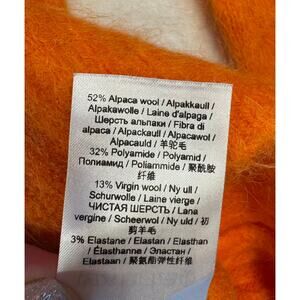 52% Alpaca wool / Alpakkaull /
Alpakawolle / Laine d'alpaga /
Шерсть альпаки / Fibra di
alpaca / Alpackaull / Alpacawol /
Alpacauld / 羊驼毛
32% Polyamide / Polyamid /
Полиамид / Poliammide / 聚酰胺
纤维
13% Virgin wool / Ny ull /
Schurwolle / Laine vierge /
ЧИСТАЯ ШЕРСТЬ / Lana
vergine / Scheerwol / Ny uld / 初
剪羊毛
3% Elastane / Elastan / Elasthan
/ Élasthanne / Эластан /
Elastaan / 聚氨酯弹性纤维